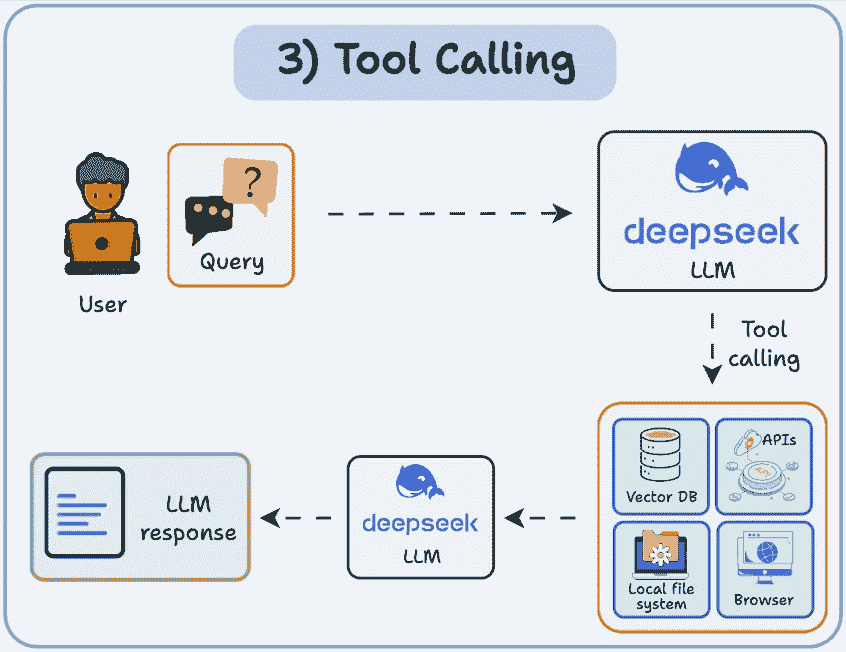 3) Tool Calling
Query
User
deepseek
LLM
Tool
calling
Vector DB
APIs
Local file
system
Browser
deepseek
LLM
LLM
response